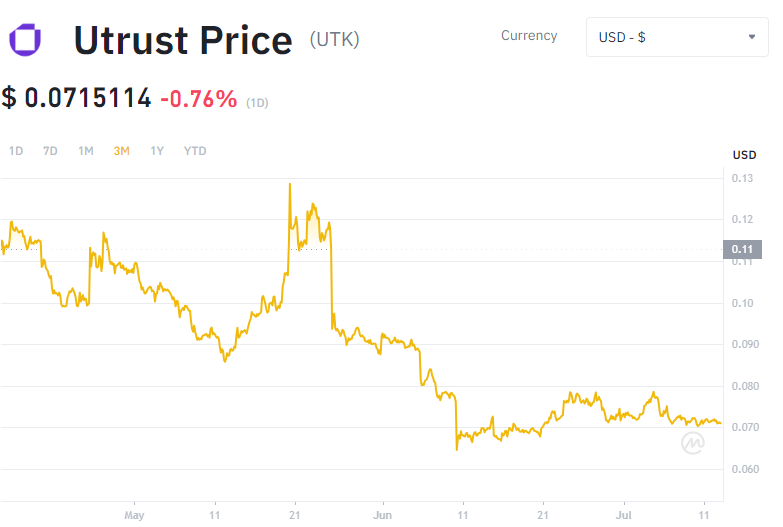 Utrust Price (UTK)
Currency
USD - $
$ 0.0715114 -0.76% (1D)
1D 7D 1M 3M 1Y YTD
USD
0.13
0.12
0.11
0.11
0.10
0.090
0.080
0.070
0.060
May 11 21 Jun 11 21 Jul 11